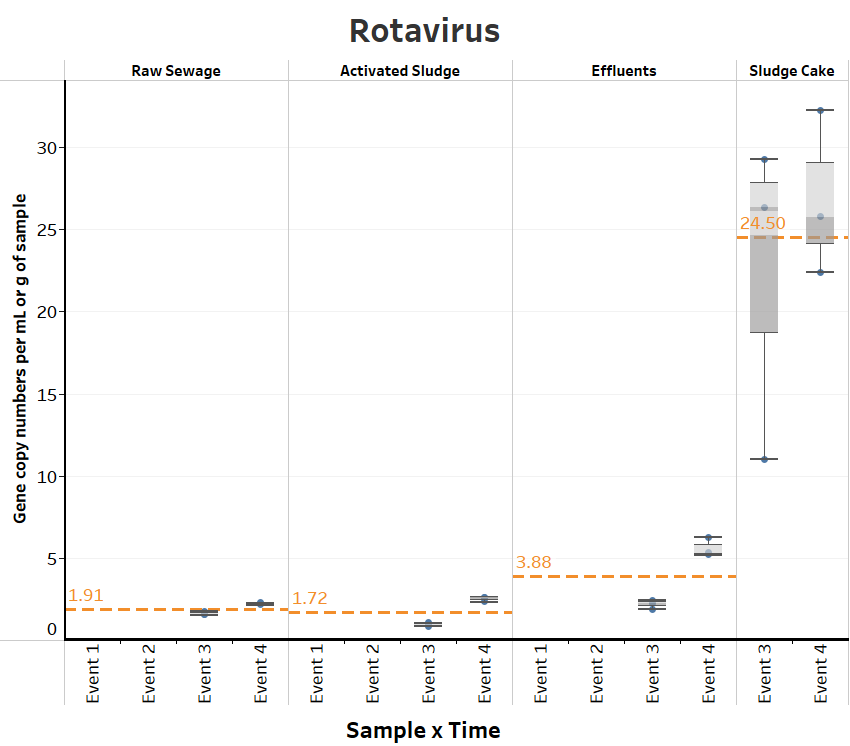 Rotavirus
Raw Sewage
Activated Sludge
Effluents
Sludge Cake
Gene copy numbers per mL or g of sample
30
25
20
15
10
5
0
1.91
1.72
3.88
24.50
Event 1
Event 2
Event 3
Event 4
Event 1
Event 2
Event 3
Event 4
Event 1
Event 2
Event 3
Event 4
Event 3
Event 4
Sample x Time